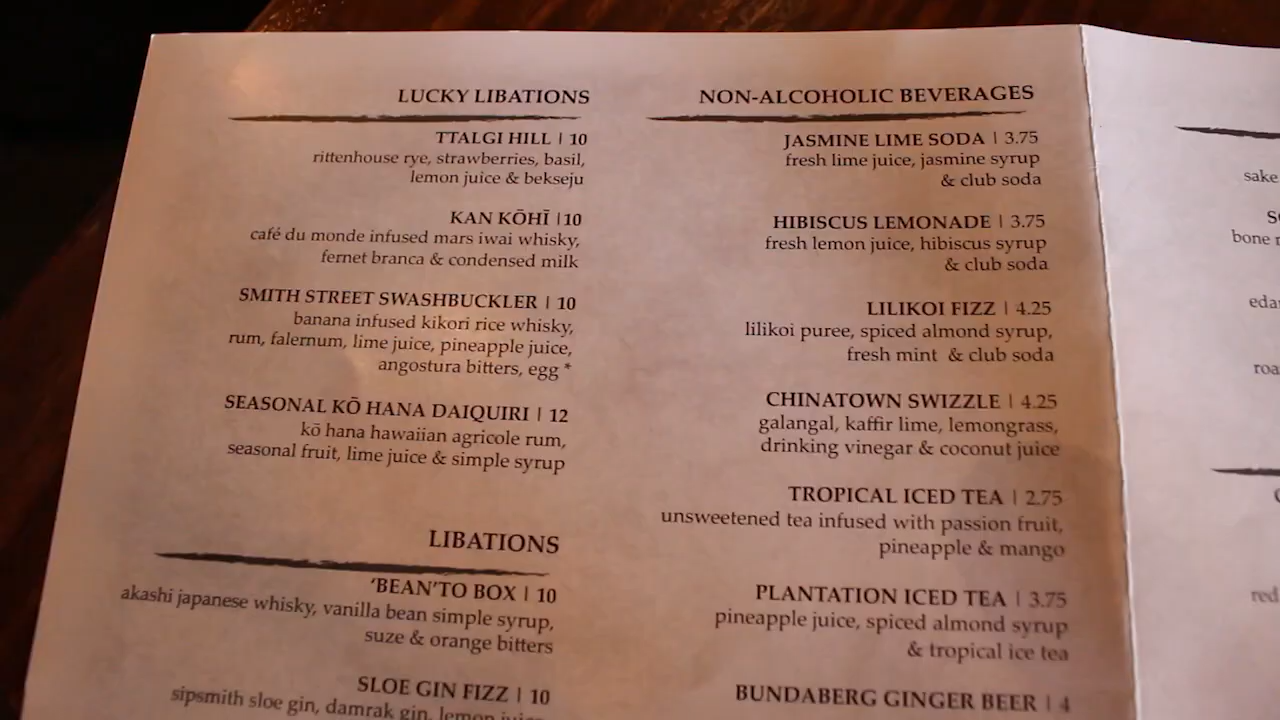 LUCKY LIBATIONS
TTALGI HILL | 10
rittenhouse rye, strawberries, basil,
lemon juice & bekseju
KAN KŌHĪ | 10
café du monde infused mars iwai whisky,
fernet branca & condensed milk
SMITH STREET SWASHBUCKLER | 10
banana infused kikori rice whisky,
rum, falernum, lime juice, pineapple juice,
angostura bitters, egg *
SEASONAL KŌ HANA DAIQUIRI | 12
kō hana hawaiian agricole rum,
seasonal fruit, lime juice & simple syrup
LIBATIONS
'BEAN'TO BOX | 10
akashi japanese whisky, vanilla bean simple syrup,
suze & orange bitters
SLOE GIN FIZZ | 10
sipsmith sloe gin, damrak gin, lemon juice
NON-ALCOHOLIC BEVERAGES
JASMINE LIME SODA | 3.75
fresh lime juice, jasmine syrup
& club soda
HIBISCUS LEMONADE | 3.75
fresh lemon juice, hibiscus syrup
& club soda
LILIKOI FIZZ | 4.25
lilikoi puree, spiced almond syrup,
fresh mint & club soda
CHINATOWN SWIZZLE | 4.25
galangal, kaffir lime, lemongrass,
drinking vinegar & coconut juice
TROPICAL ICED TEA | 2.75
unsweetened tea infused with passion fruit,
pineapple & mango
PLANTATION ICED TEA | 3.75
pineapple juice, spiced almond syrup
& tropical ice tea
BUNDABERG GINGER BEER | 4
sake
bone
red